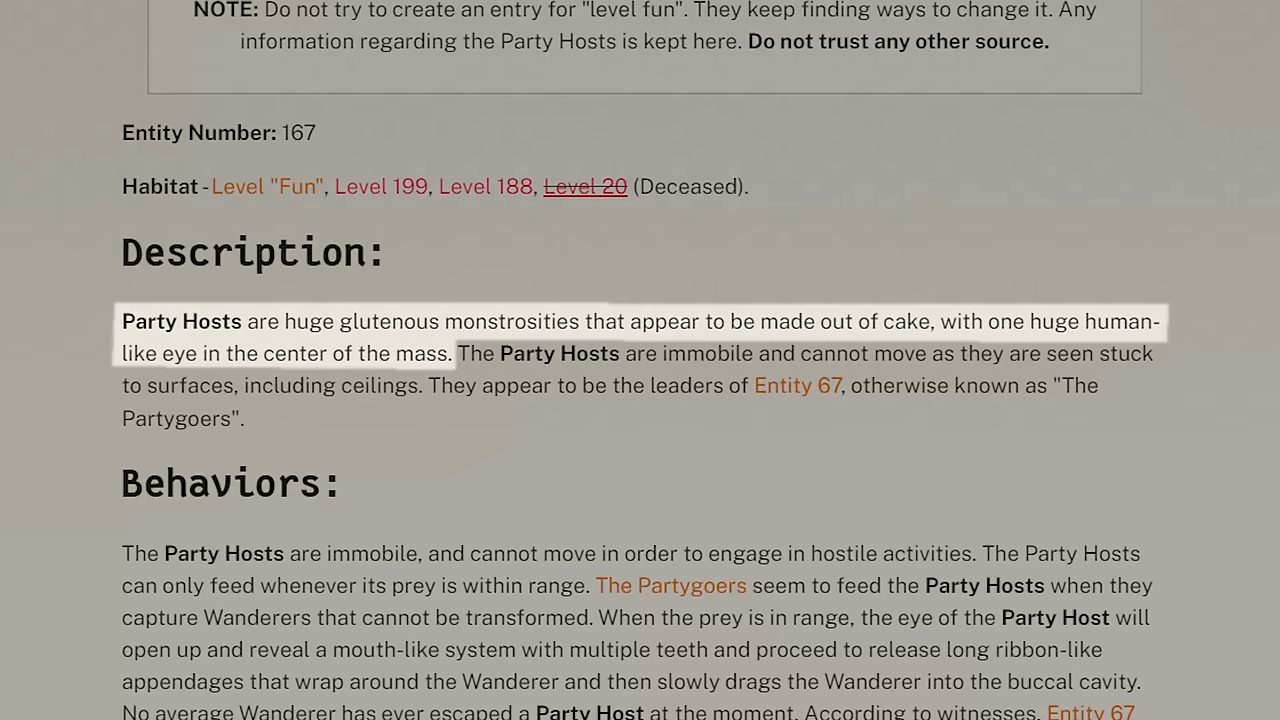 NOTE: Do not try to create an entry for "level fun". They keep finding ways to change it. Any
information regarding the Party Hosts is kept here. Do not trust any other source.
Entity Number: 167
Habitat - Level "Fun", Level 199, Level 188, Level 20 (Deceased).
Description:
Party Hosts are huge glutenous monstrosities that appear to be made out of cake, with one huge human-
like eye in the center of the mass. The Party Hosts are immobile and cannot move as they are seen stuck
to surfaces, including ceilings. They appear to be the leaders of Entity 67, otherwise known as "The
Partygoers".
Behaviors:
The Party Hosts are immobile, and cannot move in order to engage in hostile activities. The Party Hosts
can only feed whenever its prey is within range. The Partygoers seem to feed the Party Hosts when they
capture Wanderers that cannot be transformed. When the prey is in range, the eye of the Party Host will
open up and reveal a mouth-like system with multiple teeth and proceed to release long ribbon-like
appendages that wrap around the Wanderer and then slowly drags the Wanderer into the buccal cavity.
No average Wanderer has ever escaped a Party Host at the moment. According to witnesses, Entity 67